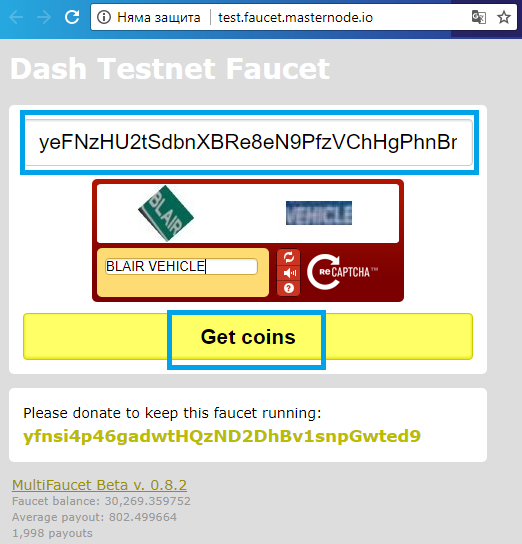 Няма защита | test.faucet.masternode.io
Dash Testnet Faucet
yeFNzHU2tSdbnXBRe8eN9PfzVChHgPhnBr
BLAIR VEHICLE
BLAIR VEHICLE
reCAPTCHA™
Get coins
Please donate to keep this faucet running:
yfnsi4p46gadwtHQzND2DhBv1snpGwted9
MultiFaucet Beta v. 0.8.2
Faucet balance: 30,269.359752
Average payout: 802.499664
1,998 payouts